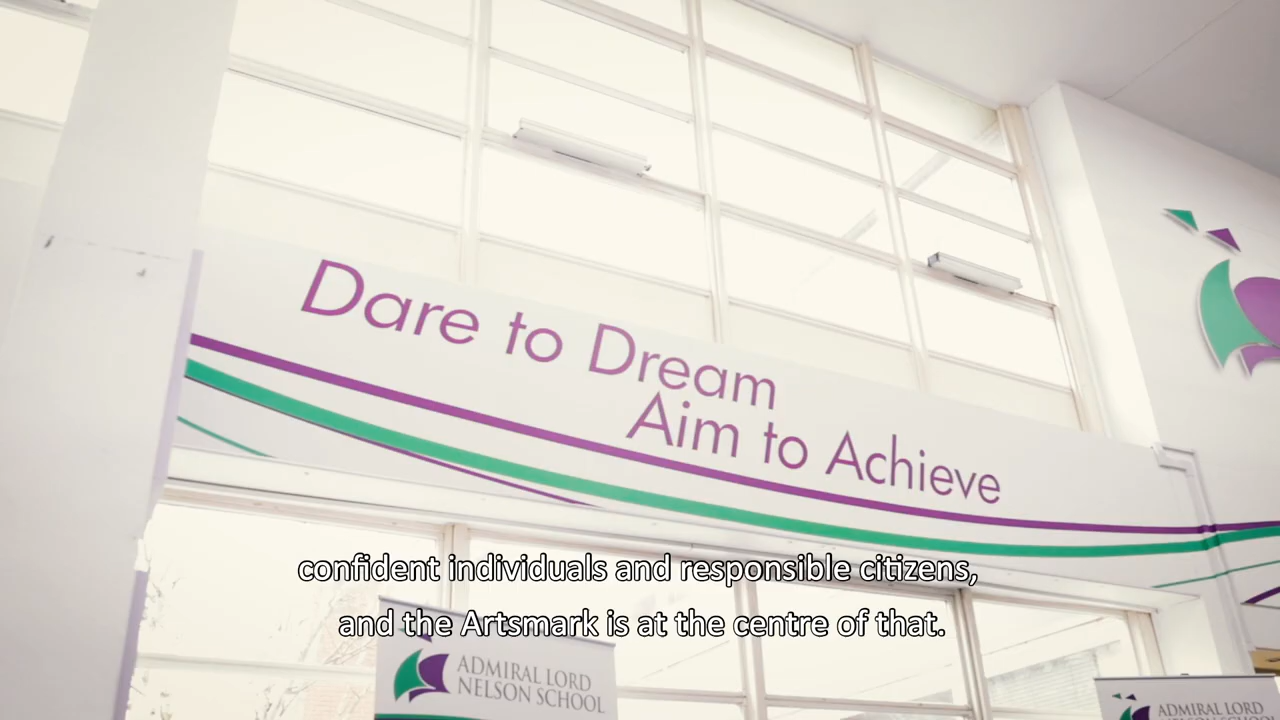 Dare to Dream
Aim to Achieve
confident individuals and responsible citizens,
and the Artsmark is at the centre of that.
ADMIRAL LORD
NELSON SCHOOL
ADMIRAL LORD